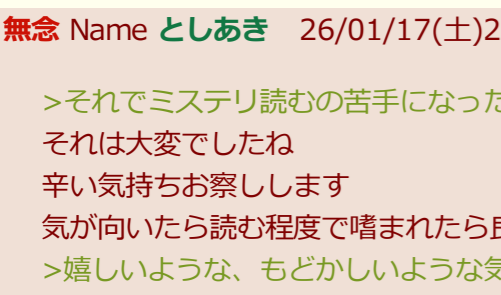 無念 Name としあき 26/01/17(土)2
>それでミステリ読むの苦手になった
それは大変でしたね
辛い気持ちお察しします
気が向いたら読む程度で嗜まれたら
>嬉しいような、もどかしいような気